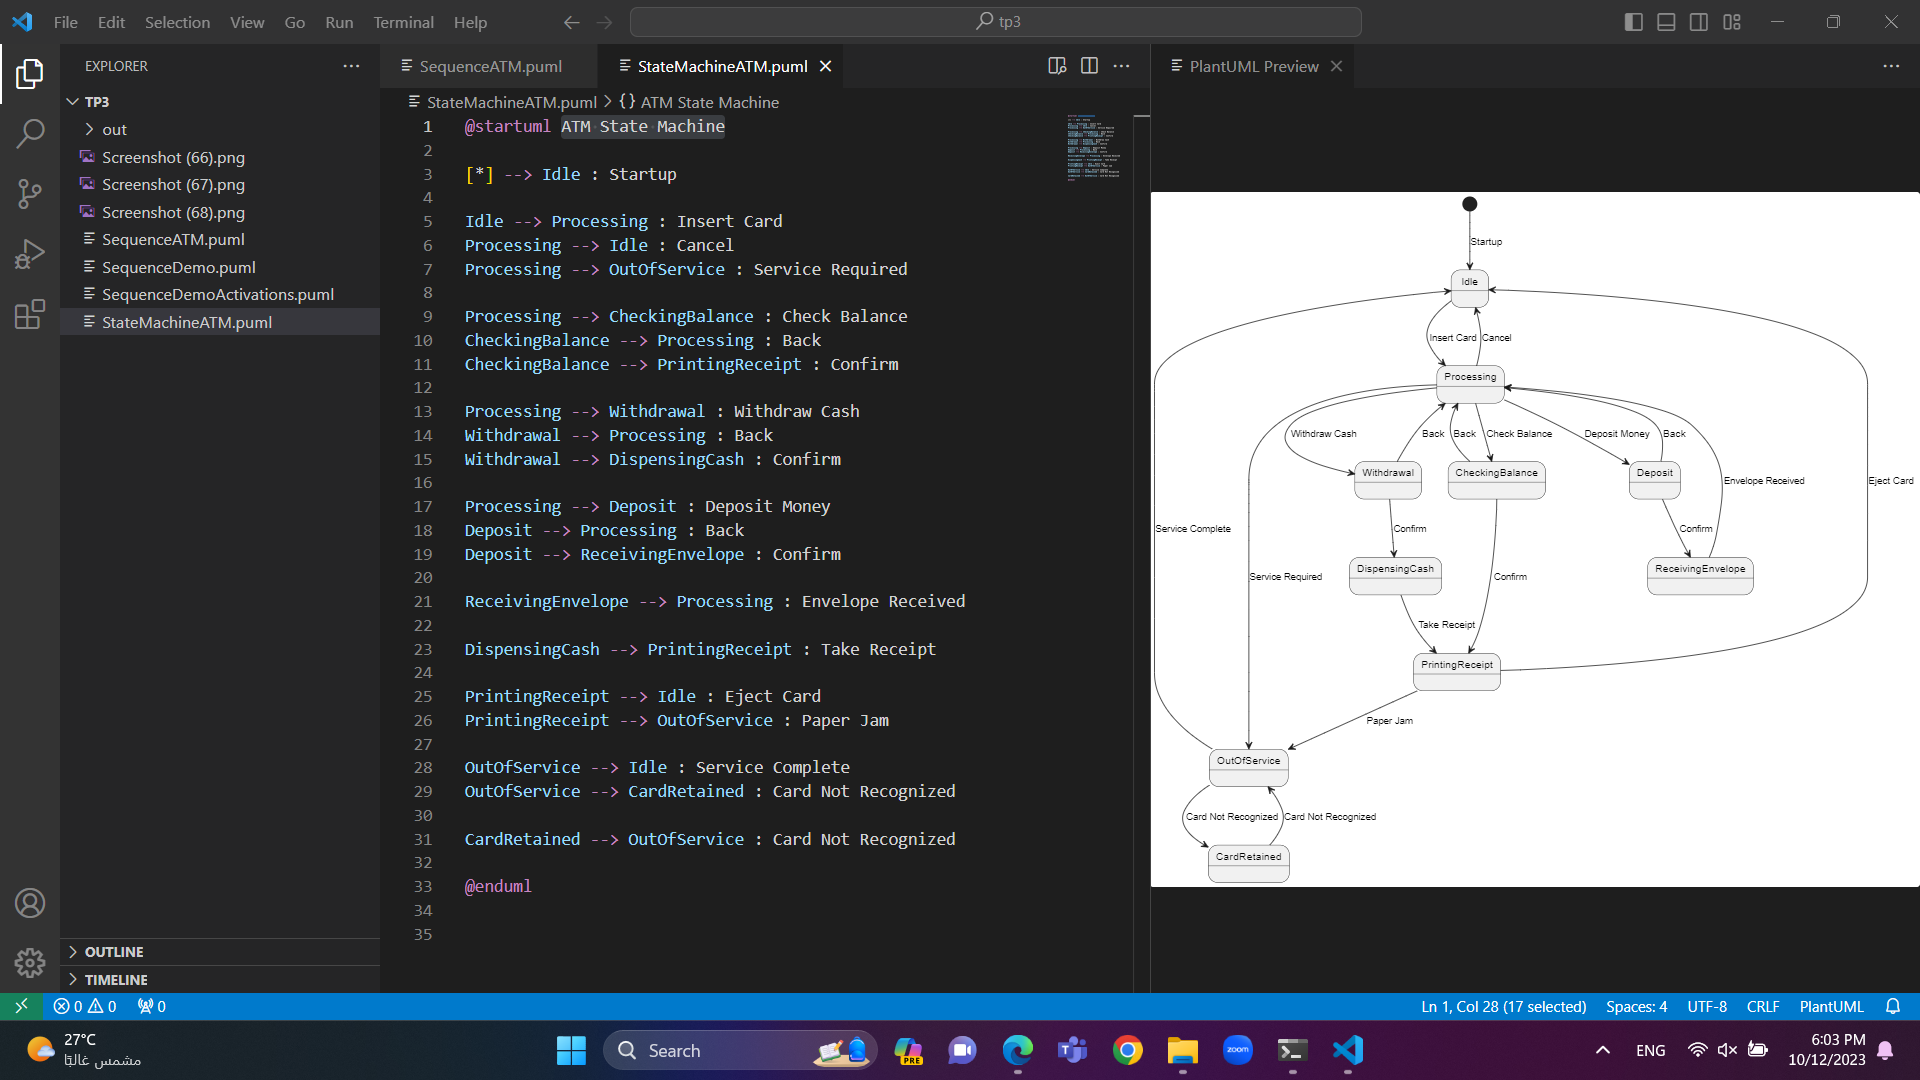 File Edit Selection View Go Run Terminal Help
tp3
EXPLORER
TP3
out
Screenshot (66).png
Screenshot (67).png
Screenshot (68).png
SequenceATM.puml
SequenceDemo.puml
SequenceDemoActivations.puml
StateMachineATM.puml
OUTLINE
TIMELINE
SequenceATM.puml
StateMachineATM.puml
StateMachineATM.puml > {} ATM State Machine
1 @startuml ATM State Machine
2
3 [*] --> Idle : Startup
4
5 Idle --> Processing : Insert Card
6 Processing --> Idle : Cancel
7 Processing --> OutOfService : Service Required
8
9 Processing --> CheckingBalance : Check Balance
10 CheckingBalance --> Processing : Back
11 CheckingBalance --> PrintingReceipt : Confirm
12
13 Processing --> Withdrawal : Withdraw Cash
14 Withdrawal --> Processing : Back
15 Withdrawal --> DispensingCash : Confirm
16
17 Processing --> Deposit : Deposit Money
18 Deposit --> Processing : Back
19 Deposit --> ReceivingEnvelope : Confirm
20
21 ReceivingEnvelope --> Processing : Envelope Received
22
23 DispensingCash --> PrintingReceipt : Take Receipt
24
25 PrintingReceipt --> Idle : Eject Card
26 PrintingReceipt --> OutOfService : Paper Jam
27
28 OutOfService --> Idle : Service Complete
29 OutOfService --> CardRetained : Card Not Recognized
30
31 CardRetained --> OutOfService : Card Not Recognized
32
33 @enduml
34
35
PlantUML Preview
Startup
Idle
Insert Card Cancel
Processing
Withdraw Cash Back Back Check Balance Deposit Money Back
Withdrawal CheckingBalance Deposit
Envelope Received Eject Card
Service Complete Confirm Confirm
DispensingCash ReceivingEnvelope
Service Required Confirm
Take Receipt
PrintingReceipt
Paper Jam
OutOfService
Card Not Recognized Card Not Recognized
CardRetained
0 0 0
Ln 1, Col 28 (17 selected) Spaces: 4 UTF-8 CRLF PlantUML
27°C
مشمس غالبًا
Search
PRE
zoom
ENG
6:03 PM
10/12/2023